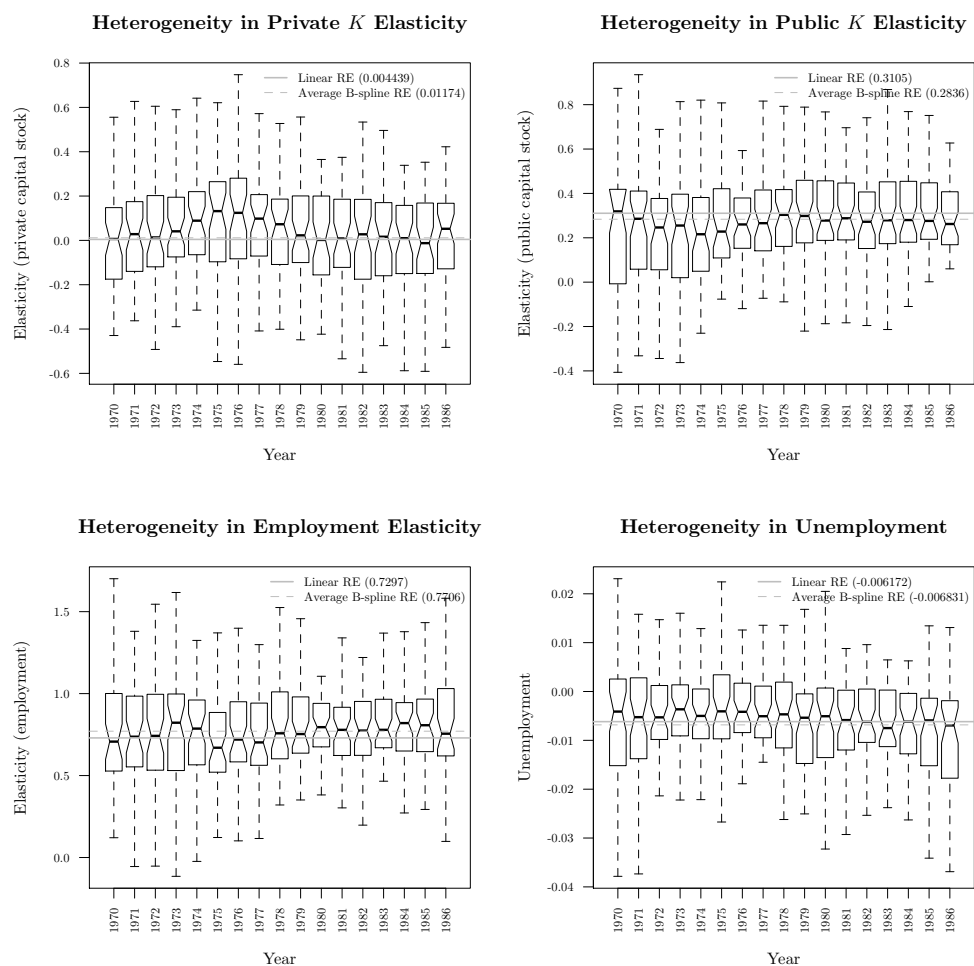 Heterogeneity in Private K Elasticity
Elasticity (private capital stock)
0.8
0.6
0.4
0.2
0.0
-0.2
-0.4
-0.6
Linear RE (0.004439)
Average B-spline RE (0.01174)
1970 1971 1972 1973 1974 1975 1976 1977 1978 1979 1980 1981 1982 1983 1984 1985 1986
Year
Heterogeneity in Public K Elasticity
Elasticity (public capital stock)
0.8
0.6
0.4
0.2
0.0
-0.2
-0.4
Linear RE (0.3105)
Average B-spline RE (0.2836)
1970 1971 1972 1973 1974 1975 1976 1977 1978 1979 1980 1981 1982 1983 1984 1985 1986
Year
Heterogeneity in Employment Elasticity
Elasticity (employment)
1.5
1.0
0.5
0.0
Linear RE (0.7297)
Average B-spline RE (0.7706)
1970 1971 1972 1973 1974 1975 1976 1977 1978 1979 1980 1981 1982 1983 1984 1985 1986
Year
Heterogeneity in Unemployment
Unemployment
0.02
0.01
0.00
-0.01
-0.02
-0.03
-0.04
Linear RE (-0.006172)
Average B-spline RE (-0.006831)
1970 1971 1972 1973 1974 1975 1976 1977 1978 1979 1980 1981 1982 1983 1984 1985 1986
Year